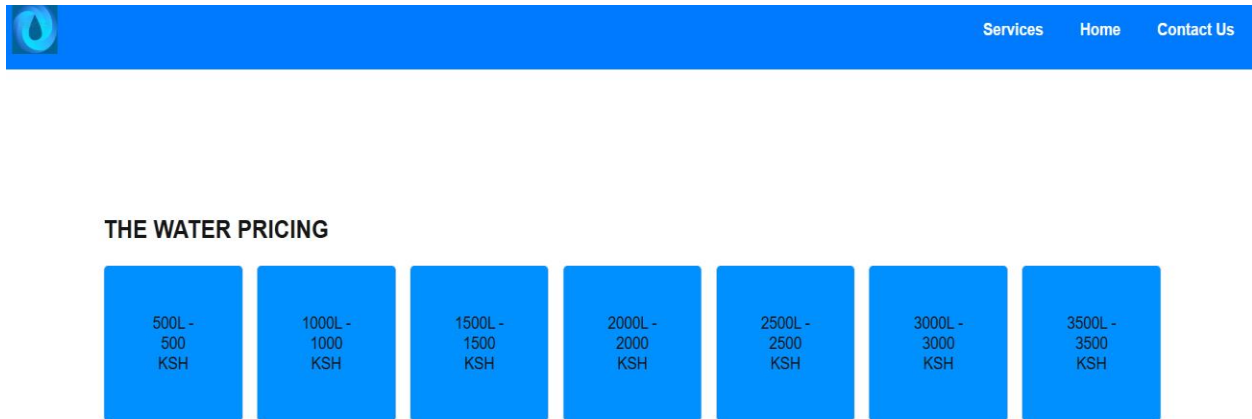 Services Home Contact Us
THE WATER PRICING
500L -
500
KSH
1000L -
1000
KSH
1500L -
1500
KSH
2000L -
2000
KSH
2500L -
2500
KSH
3000L -
3000
KSH
3500L -
3500
KSH